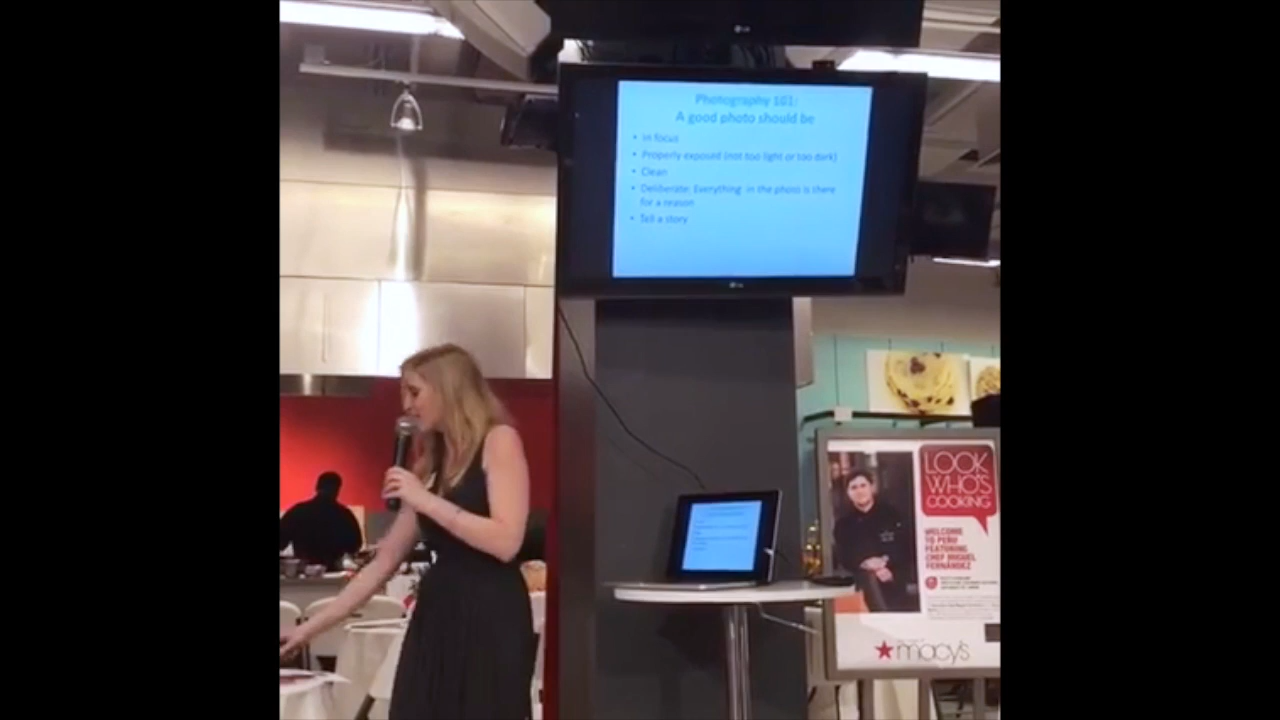 LG
Photography 101:
A good photo should be
• In focus
• Properly exposed (not too light or too dark)
• Clean
• Deliberate: Everything in the photo is there
for a reason
• Tell a story
LG
LOOK
WHO'S
COOKING
WELCOME
TO PERU
FEATURING
CHEF MIGUEL
FERNANDEZ
macy's